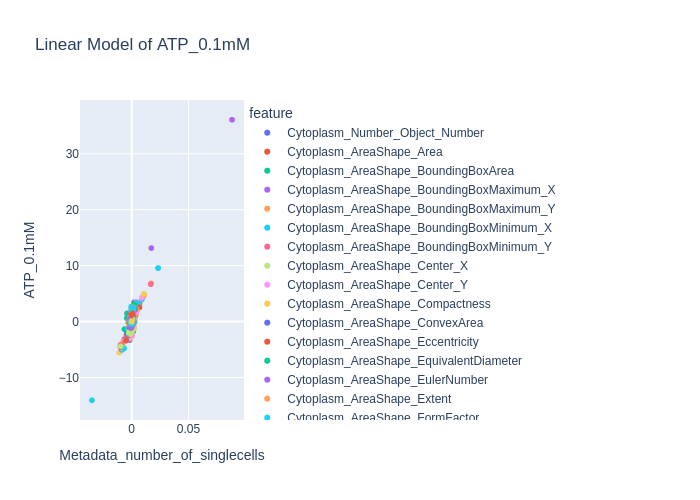 Linear Model of ATP_0.1mM
feature
Cytoplasm_Number_Object_Number
Cytoplasm_AreaShape_Area
Cytoplasm_AreaShape_BoundingBoxArea
Cytoplasm_AreaShape_BoundingBoxMaximum_X
Cytoplasm_AreaShape_BoundingBoxMaximum_Y
Cytoplasm_AreaShape_BoundingBoxMinimum_X
Cytoplasm_AreaShape_BoundingBoxMinimum_Y
Cytoplasm_AreaShape_Center_X
Cytoplasm_AreaShape_Center_Y
Cytoplasm_AreaShape_Compactness
Cytoplasm_AreaShape_ConvexArea
Cytoplasm_AreaShape_Eccentricity
Cytoplasm_AreaShape_EquivalentDiameter
Cytoplasm_AreaShape_EulerNumber
Cytoplasm_AreaShape_Extent
Cytoplasm_AreaShape_FormFactor
30
20
10
0
−10
ATP_0.1mM
0 0.05
Metadata_number_of_singlecells